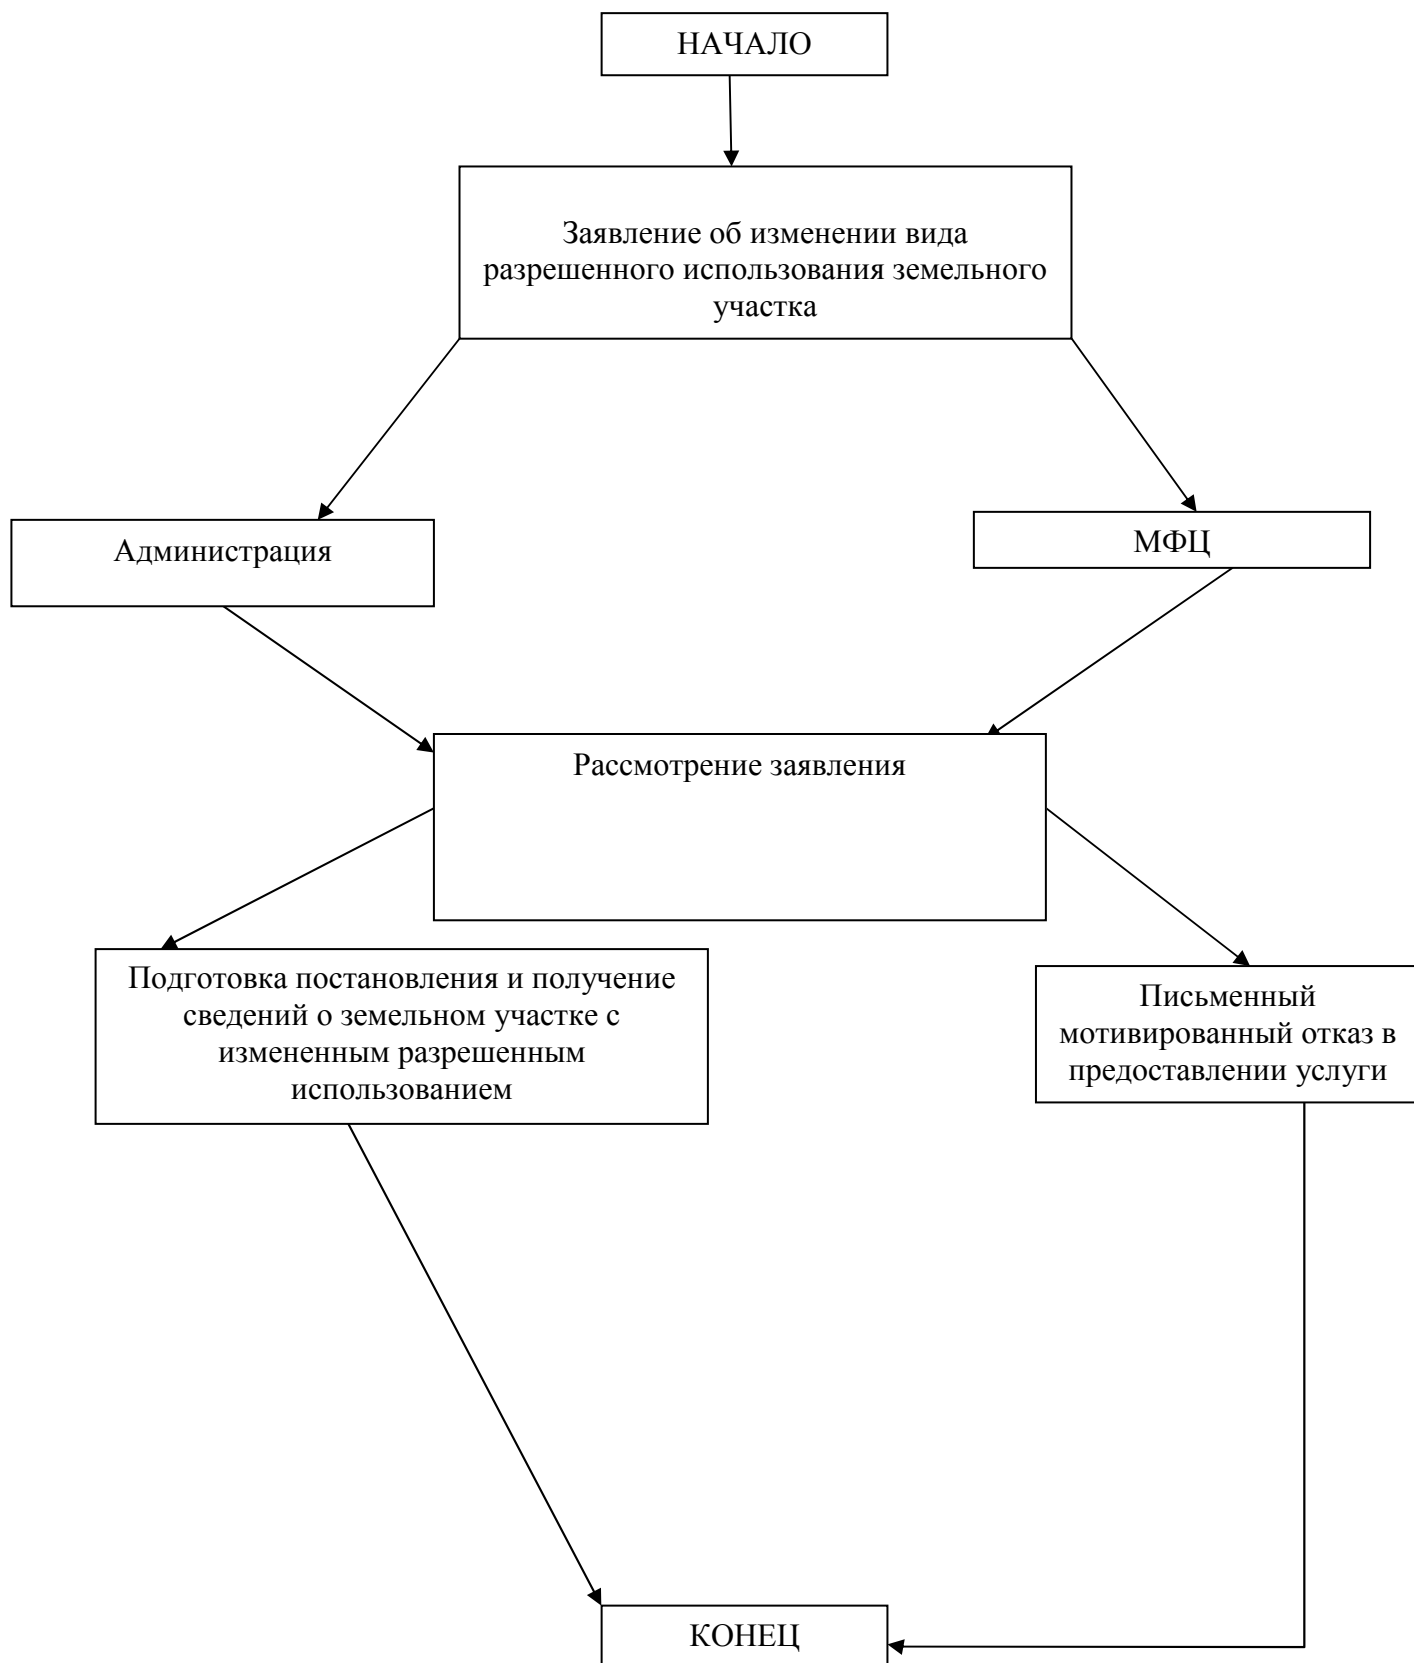 НАЧАЛО
Заявление об изменении вида
разрешенного использования земельного
участка
Администрация
МФЦ
Рассмотрение заявления
Подготовка постановления и получение
сведений о земельном участке с
измененным разрешенным
использованием
Письменный
мотивированный отказ в
предоставлении услуги
КОНЕЦ